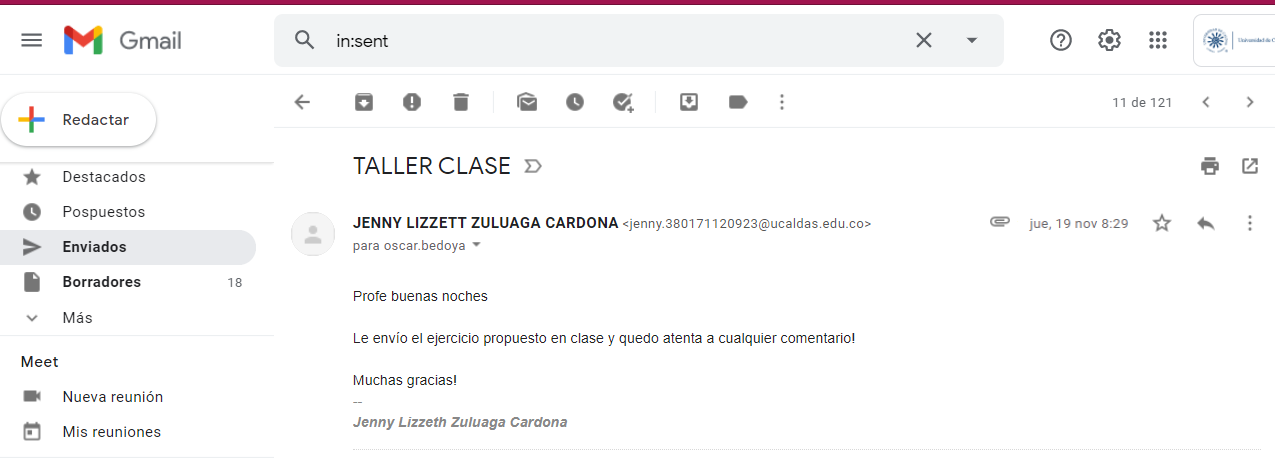 Gmail
in:sent
Universidad de C
Redactar
11 de 121
Destacados
Pospuestos
Enviados
Borradores 18
Más
Meet
Nueva reunión
Mis reuniones
TALLER CLASE
JENNY LIZZETT ZULUAGA CARDONA <jenny.380171120923@ucaldas.edu.co>
jue, 19 nov 8:29
para oscar.bedoya
Profe buenas noches
Le envío el ejercicio propuesto en clase y quedo atenta a cualquier comentario!
Muchas gracias!
--
Jenny Lizzeth Zuluaga Cardona